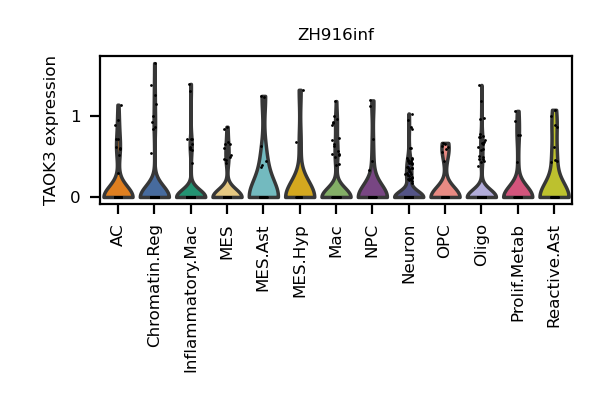 ZH916inf
TAOK3 expression
1
0
AC
Chromatin.Reg
Inflammatory.Mac
MES
MES.Ast
MES.Hyp
Mac
NPC
Neuron
OPC
Oligo
Prolif.Metab
Reactive.Ast